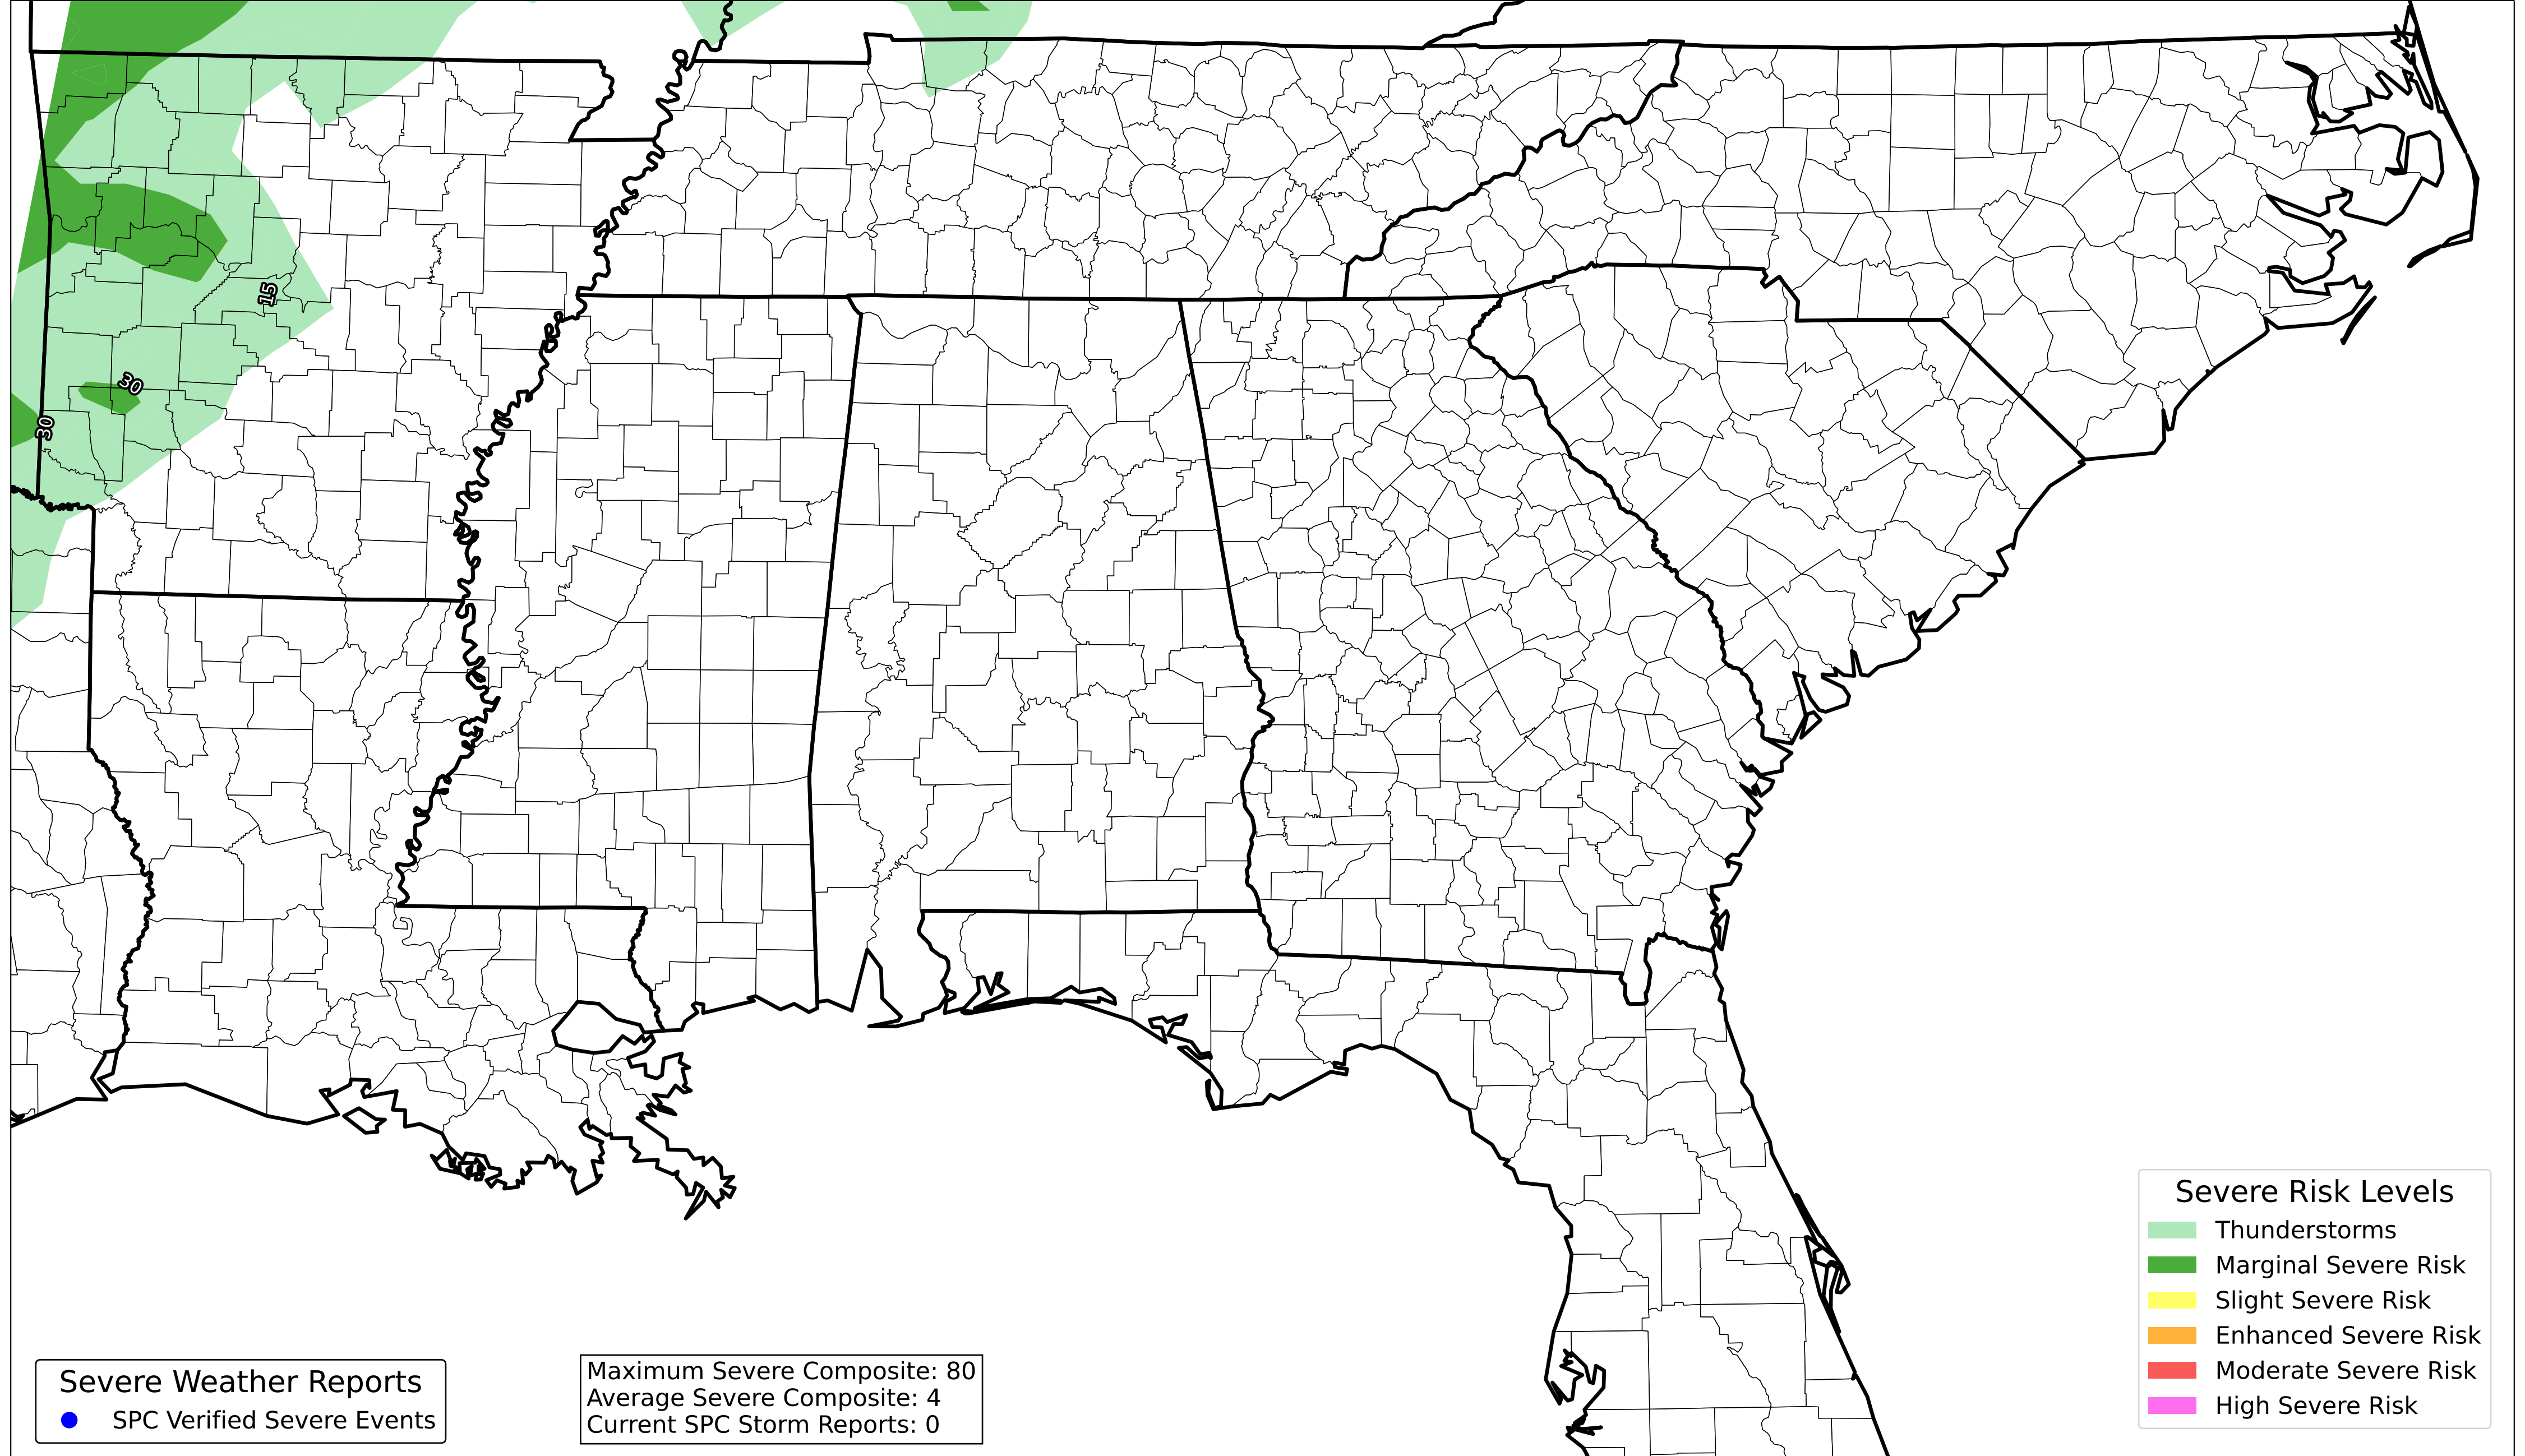 15
30
30
Severe Risk Levels
Thunderstorms
Marginal Severe Risk
Slight Severe Risk
Enhanced Severe Risk
Moderate Severe Risk
High Severe Risk
Severe Weather Reports
SPC Verified Severe Events
Maximum Severe Composite: 80
Average Severe Composite: 4
Current SPC Storm Reports: 0